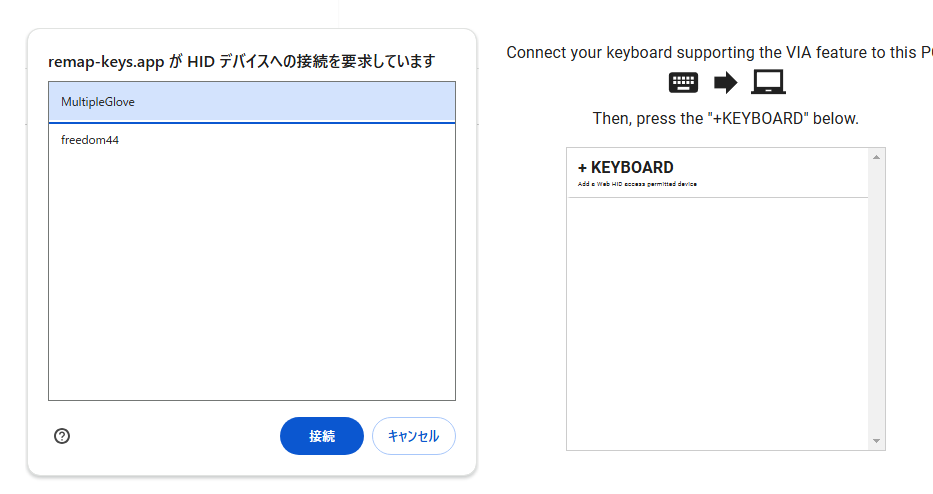 remap-keys.app が HID デバイスへの接続を要求しています
MultipleGlove
freedom44
接続
キャンセル
Connect your keyboard supporting the VIA feature to this P
Then, press the "+KEYBOARD" below.
+ KEYBOARD
Add a Web HID access permitted device